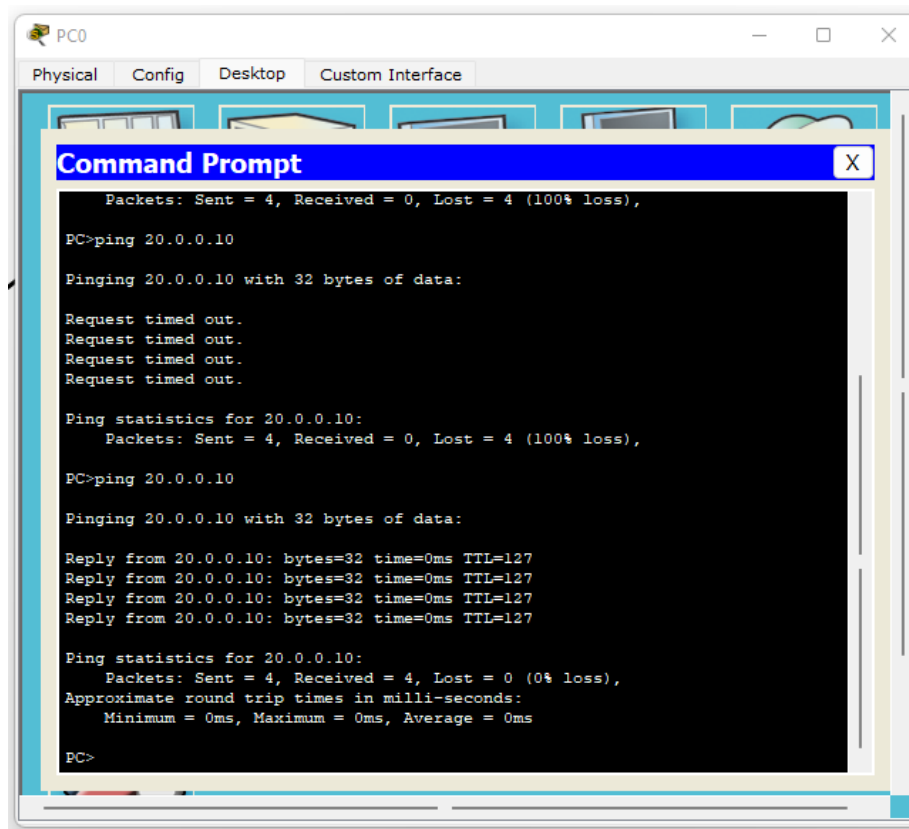 PC0
Physical Config Desktop Custom Interface
Command Prompt
X
Packets: Sent = 4, Received = 0, Lost = 4 (100% loss),
PC>ping 20.0.0.10
Pinging 20.0.0.10 with 32 bytes of data:
Request timed out.
Request timed out.
Request timed out.
Request timed out.
Ping statistics for 20.0.0.10:
Packets: Sent = 4, Received = 0, Lost = 4 (100% loss),
PC>ping 20.0.0.10
Pinging 20.0.0.10 with 32 bytes of data:
Reply from 20.0.0.10: bytes=32 time=0ms TTL=127
Reply from 20.0.0.10: bytes=32 time=0ms TTL=127
Reply from 20.0.0.10: bytes=32 time=0ms TTL=127
Reply from 20.0.0.10: bytes=32 time=0ms TTL=127
Ping statistics for 20.0.0.10:
Packets: Sent = 4, Received = 4, Lost = 0 (0% loss),
Approximate round trip times in milli-seconds:
Minimum = 0ms, Maximum = 0ms, Average = 0ms
PC>